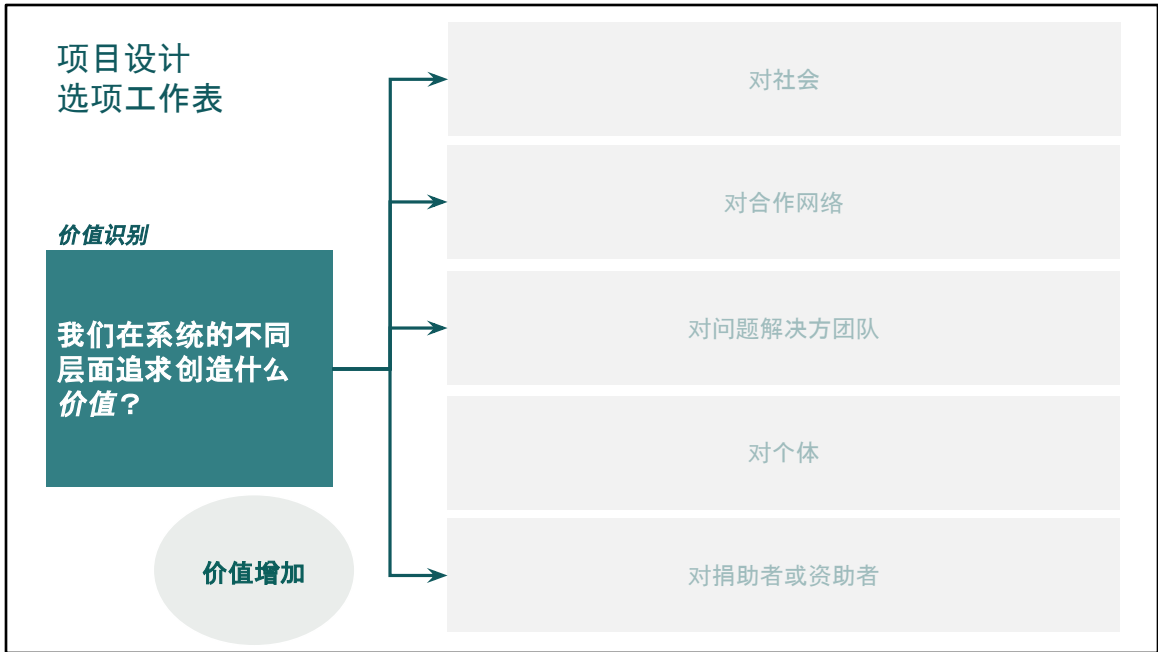 项目设计
选项工作表
价值识别
我们在系统的不同
层面追求创造什么
价值？
价值增加
对社会
对合作网络
对问题解决方团队
对个体
对捐助者或资助者